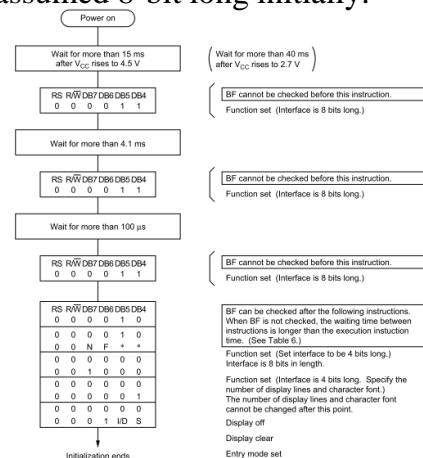 assumed 8-bit long initially.
Power on
Wait for more than 15 ms
after VCC rises to 4.5 V
Wait for more than 40 ms
after VCC rises to 2.7 V
RS R/W DB7 DB6 DB5 DB4
0 0 0 0 1 1
BF cannot be checked before this instruction.
Function set (Interface is 8 bits long.)
Wait for more than 4.1 ms
RS R/W DB7 DB6 DB5 DB4
0 0 0 0 1 1
BF cannot be checked before this instruction.
Function set (Interface is 8 bits long.)
Wait for more than 100 μs
RS R/W DB7 DB6 DB5 DB4
0 0 0 0 1 1
BF cannot be checked before this instruction.
Function set (Interface is 8 bits long.)
RS R/W DB7 DB6 DB5 DB4
0 0 0 0 1 0
0 0 0 0 1 0
0 0 N F * *
0 0 0 0 0 0
0 0 1 0 0 0
0 0 0 0 0 0
0 0 0 0 0 1
0 0 0 0 0 0
0 0 0 1 I/D S
Initialization ends
BF can be checked after the following instructions.
When BF is not checked, the waiting time between
instructions is longer than the execution instuction
time. (See Table 6.)
Function set (Set interface to be 4 bits long.)
Interface is 8 bits in length.
Function set (Interface is 4 bits long. Specify the
number of display lines and character font.)
The number of display lines and character font
cannot be changed after this point.
Display off
Display clear
Entry mode set